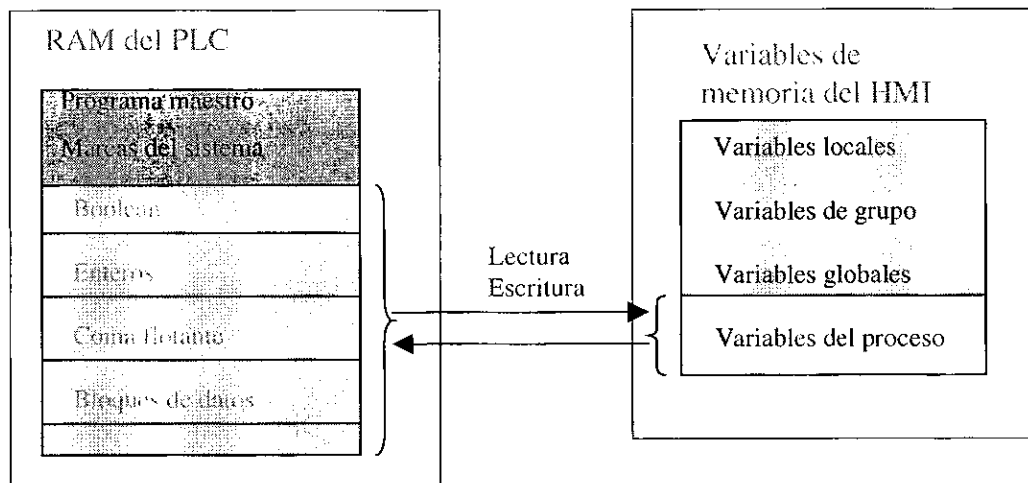 RAM del PLC
Programa maestro
Marcas del sistema
Boolean
Enteros
Coma flotante
Bloques de datos
Lectura
Escritura
Variables de
memoria del HMI
Variables locales
Variables de grupo
Variables globales
Variables del proceso